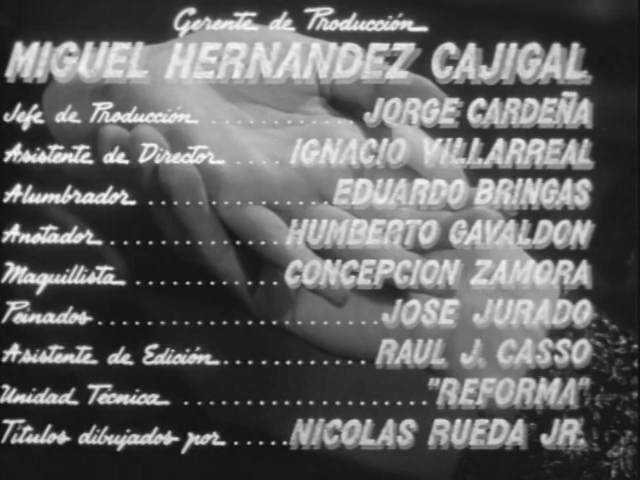 Gerente de Producción
MIGUEL HERNANDEZ CAJIGAL
Jefe de Producción ............... JORGE CARDEÑA
Asistente de Director ..... IGNACIO VILLARREAL
Alumbrador .................. EDUARDO BRINGAS
Anotador ................ HUMBERTO GAVALDON
Maquillista .............. CONCEPCION ZAMORA
Peinados .......................... JOSE JURADO
Asistente de Edición .............. RAUL J. CASSO
Unidad Técnica ...................... "REFORMA"
Títulos dibujados por ..... NICOLAS RUEDA JR.